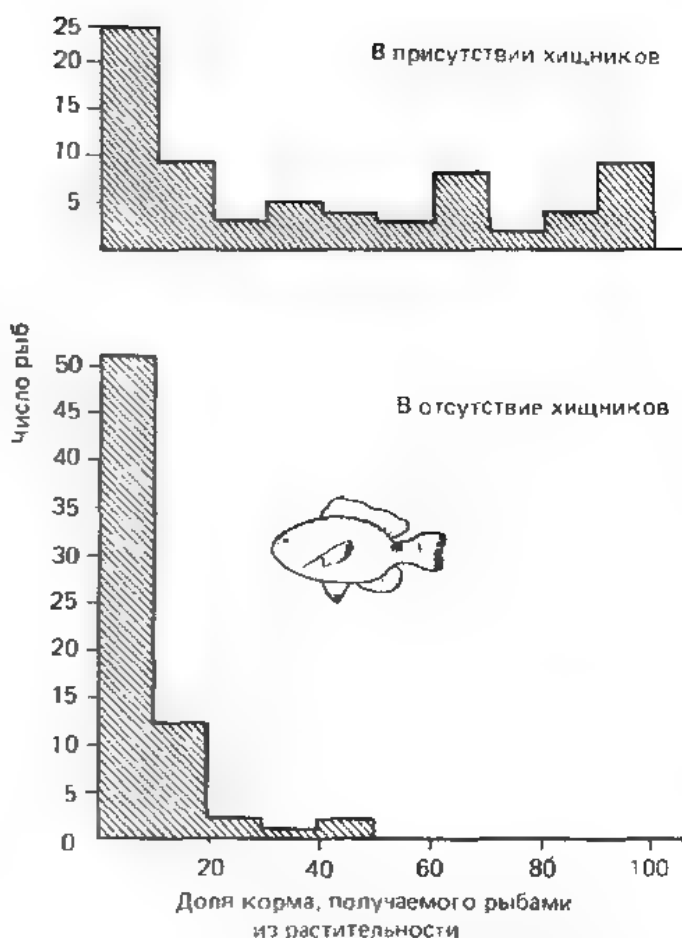 25
20
15
10
5
В присутствии хищников
Число рыб
50
45
40
35
30
25
20
15
10
5
0
В отсутствие хищников
20 40 60 80 100
Доля корма, получаемого рыбами
из растительности